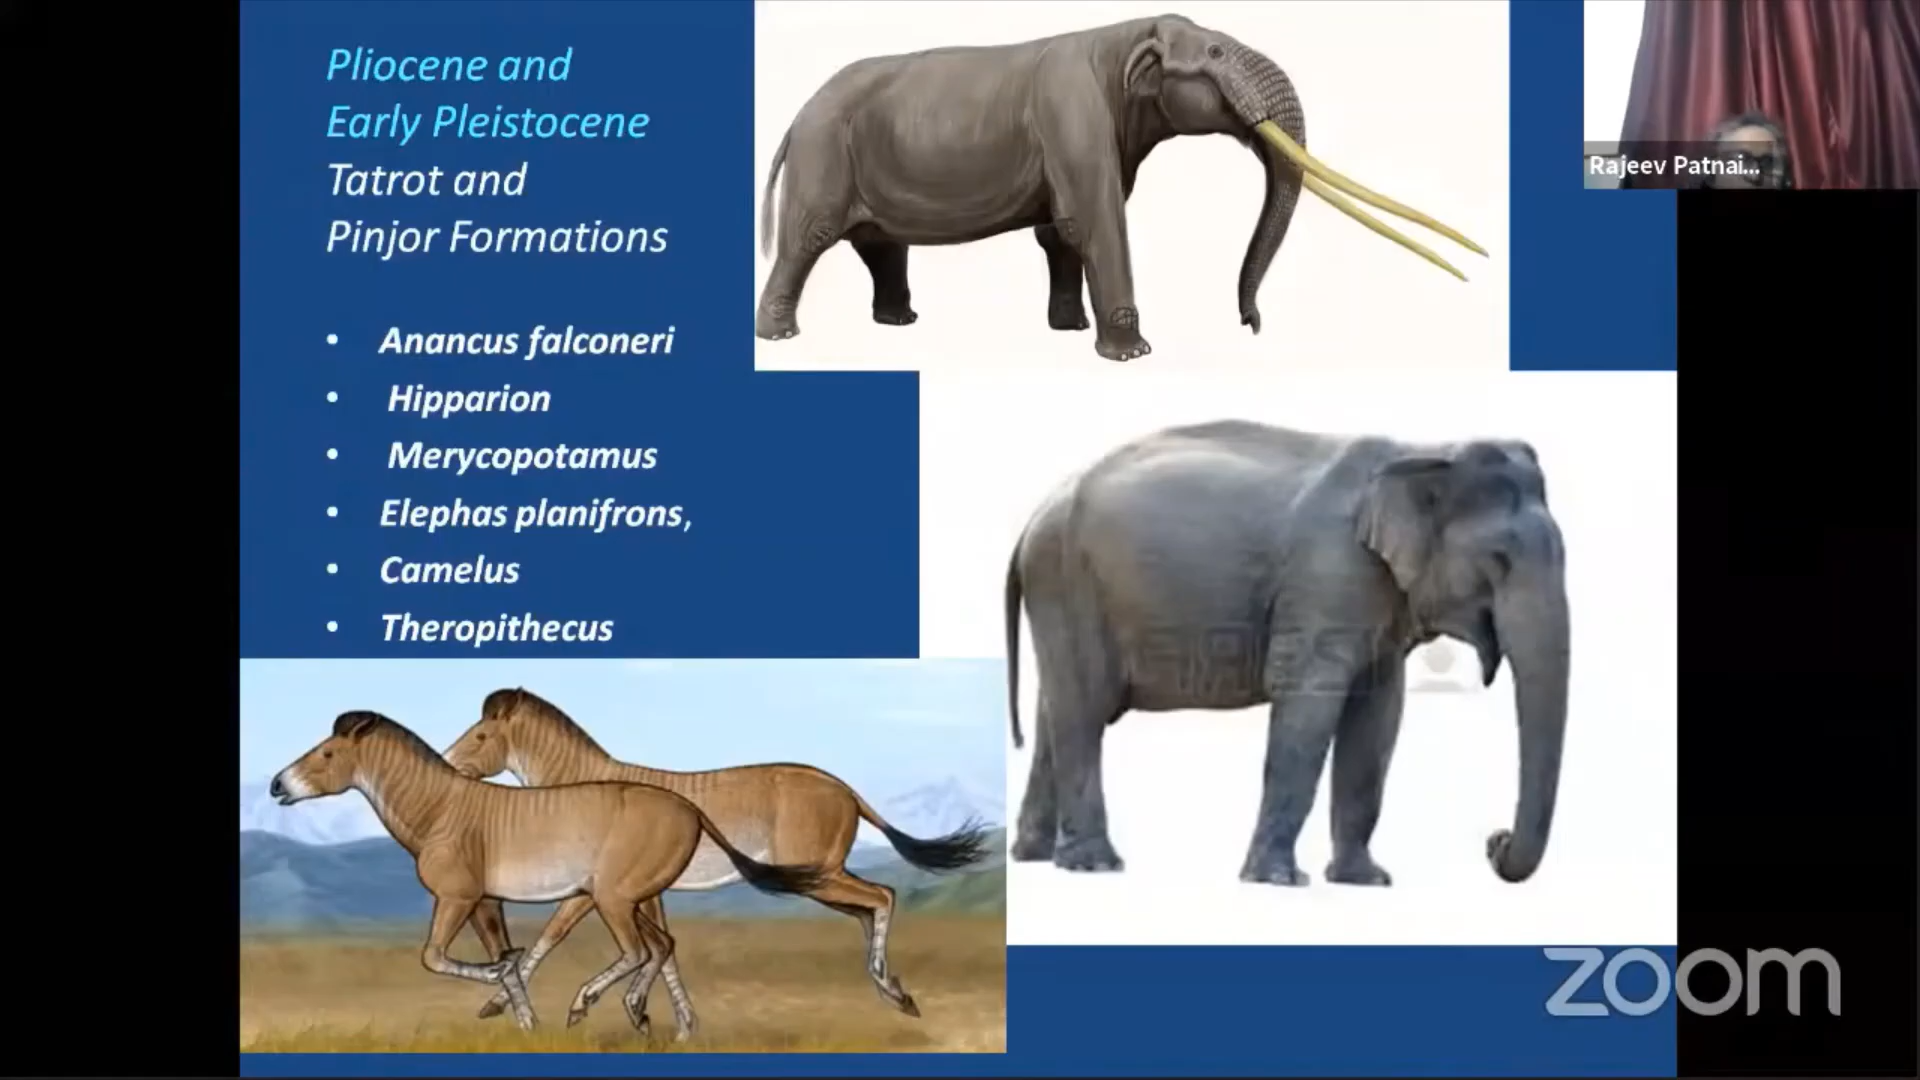 Pliocene and
Early Pleistocene
Tatrot and
Pinjor Formations
• Anancus falconeri
• Hipparion
• Merycopotamus
• Elephas planifrons,
• Camelus
• Theropithecus
Rajeev Patnai...
zoom